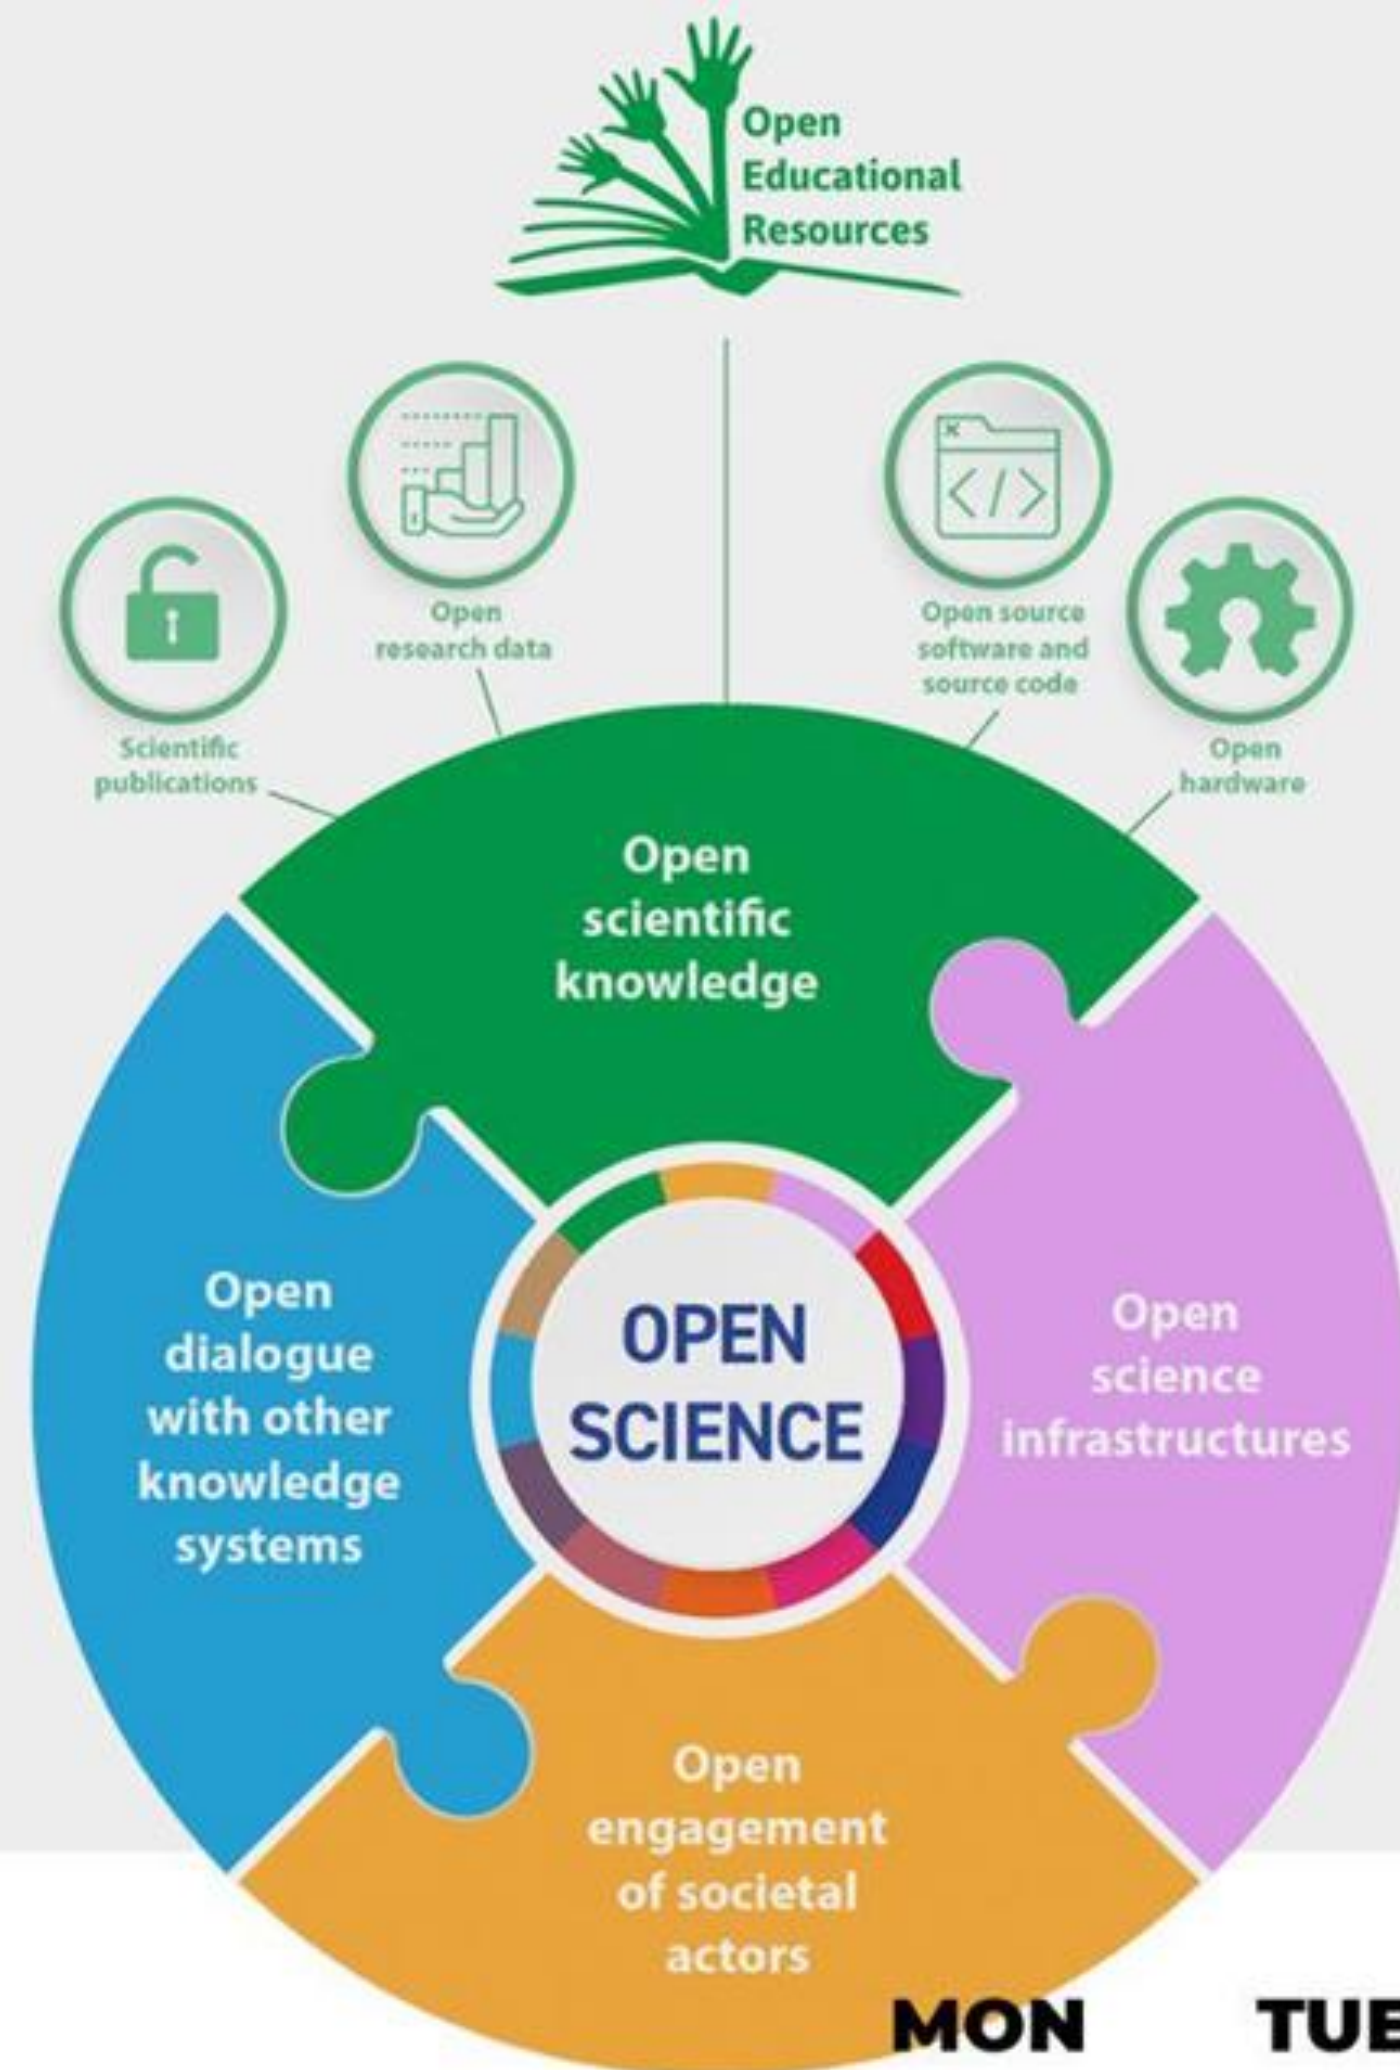 Open
Educational
Resources
Open
research data
Open source
software and
source code
Scientific
publications
Open
hardware
Open
scientific
knowledge
Open
dialogue
with other
knowledge
systems
OPEN
SCIENCE
Open
science
infrastructures
Open
engagement
of societal
actors
MON TUE